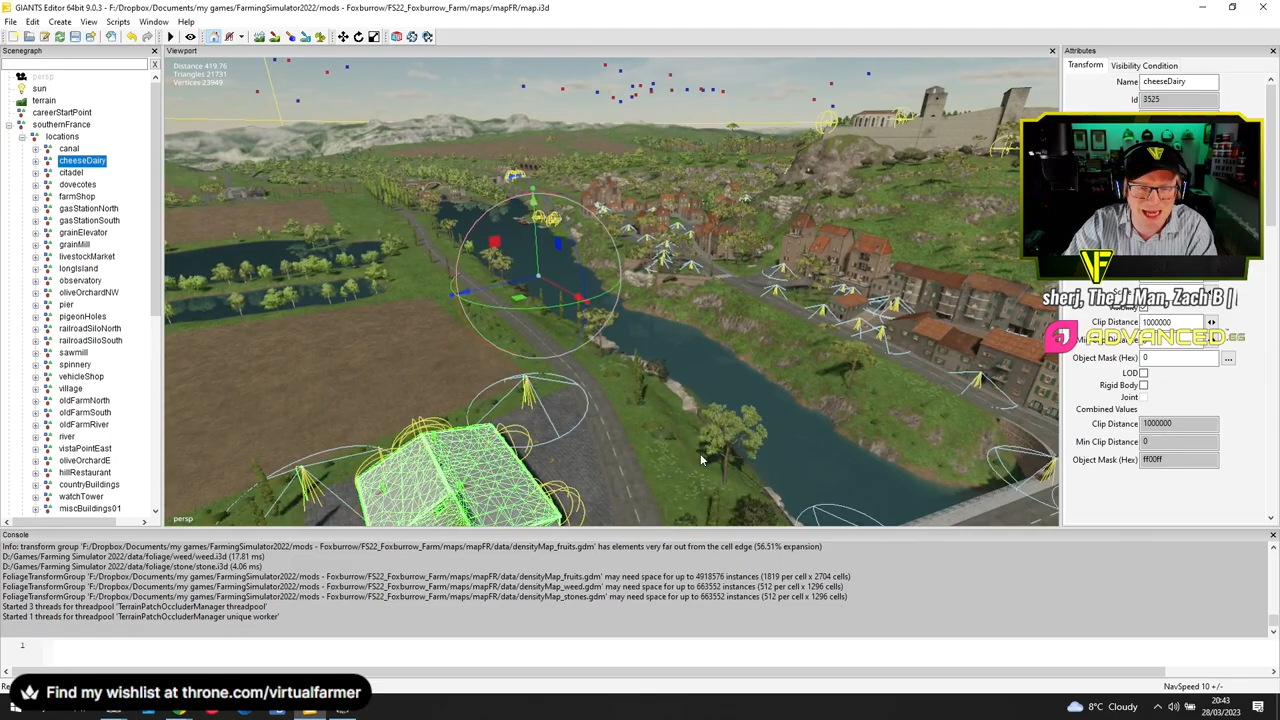 GIANTS Editor 64bit 9.0.3 - F:/Dropbox/Documents/my games/FarmingSimulator2022/mods - Foxburrow/FS22_Foxburrow_Farm/maps/mapFR/map.i3d
File Edit Create View Scripts Window Help
Scenegraph
Viewport
Attributes
Distance 419.76
Triangles 21731
Vertices 23949
Transform
Visibility Condition
Name cheeseDairy
Id 3525
persp
sun
terrain
careerStartPoint
southernFrance
locations
canal
cheeseDairy
citadel
dovecotes
farmShop
gasStationNorth
gasStationSouth
grainElevator
grainMill
livestockMarket
longIsland
observatory
oliveOrchardNW
pier
pigeonHoles
railroadSiloNorth
railroadSiloSouth
sawmill
spinnery
vehicleShop
village
oldFarmNorth
oldFarmSouth
oldFarmRiver
river
vistaPointEast
oliveOrchardE
hillRestaurant
countryBuildings
watchTower
miscBuildings01
persp
VF
sherj, The J Man, Zach B |
ADVANCED.GG
Clip Distance 1000000
Object Mask (Hex) 0
...
LOD
Rigid Body
Joint
Combined Values
Clip Distance 1000000
Min Clip Distance 0
Object Mask (Hex) ff00ff
Console
Info: transform group 'F:/Dropbox/Documents/my games/FarmingSimulator2022/mods - Foxburrow/FS22_Foxburrow_Farm/maps/mapFR/data/densityMap_fruits.gdm' has elements very far out from the cell edge (56.51% expansion)
D:/Games/Farming Simulator 2022/data/foliage/weed/weed.i3d (17.81 ms)
D:/Games/Farming Simulator 2022/data/foliage/stone/stone.i3d (4.06 ms)
FoliageTransformGroup 'F:/Dropbox/Documents/my games/FarmingSimulator2022/mods - Foxburrow/FS22_Foxburrow_Farm/maps/mapFR/data/densityMap_fruits.gdm' may need space for up to 4918576 instances (1819 per cell x 2704 cells)
FoliageTransformGroup 'F:/Dropbox/Documents/my games/FarmingSimulator2022/mods - Foxburrow/FS22_Foxburrow_Farm/maps/mapFR/data/densityMap_weed.gdm' may need space for up to 663552 instances (512 per cell x 1296 cells)
FoliageTransformGroup 'F:/Dropbox/Documents/my games/FarmingSimulator2022/mods - Foxburrow/FS22_Foxburrow_Farm/maps/mapFR/data/densityMap_stones.gdm' may need space for up to 663552 instances (512 per cell x 1296 cells)
Started 3 threads for threadpool 'TerrainPatchOccluderManager threadpool'
Started 1 threads for threadpool 'TerrainPatchOccluderManager unique worker'
1
NavSpeed 10 +/-
Find my wishlist at throne.com/virtualfarmer
8°C Cloudy
20:43
28/03/2023